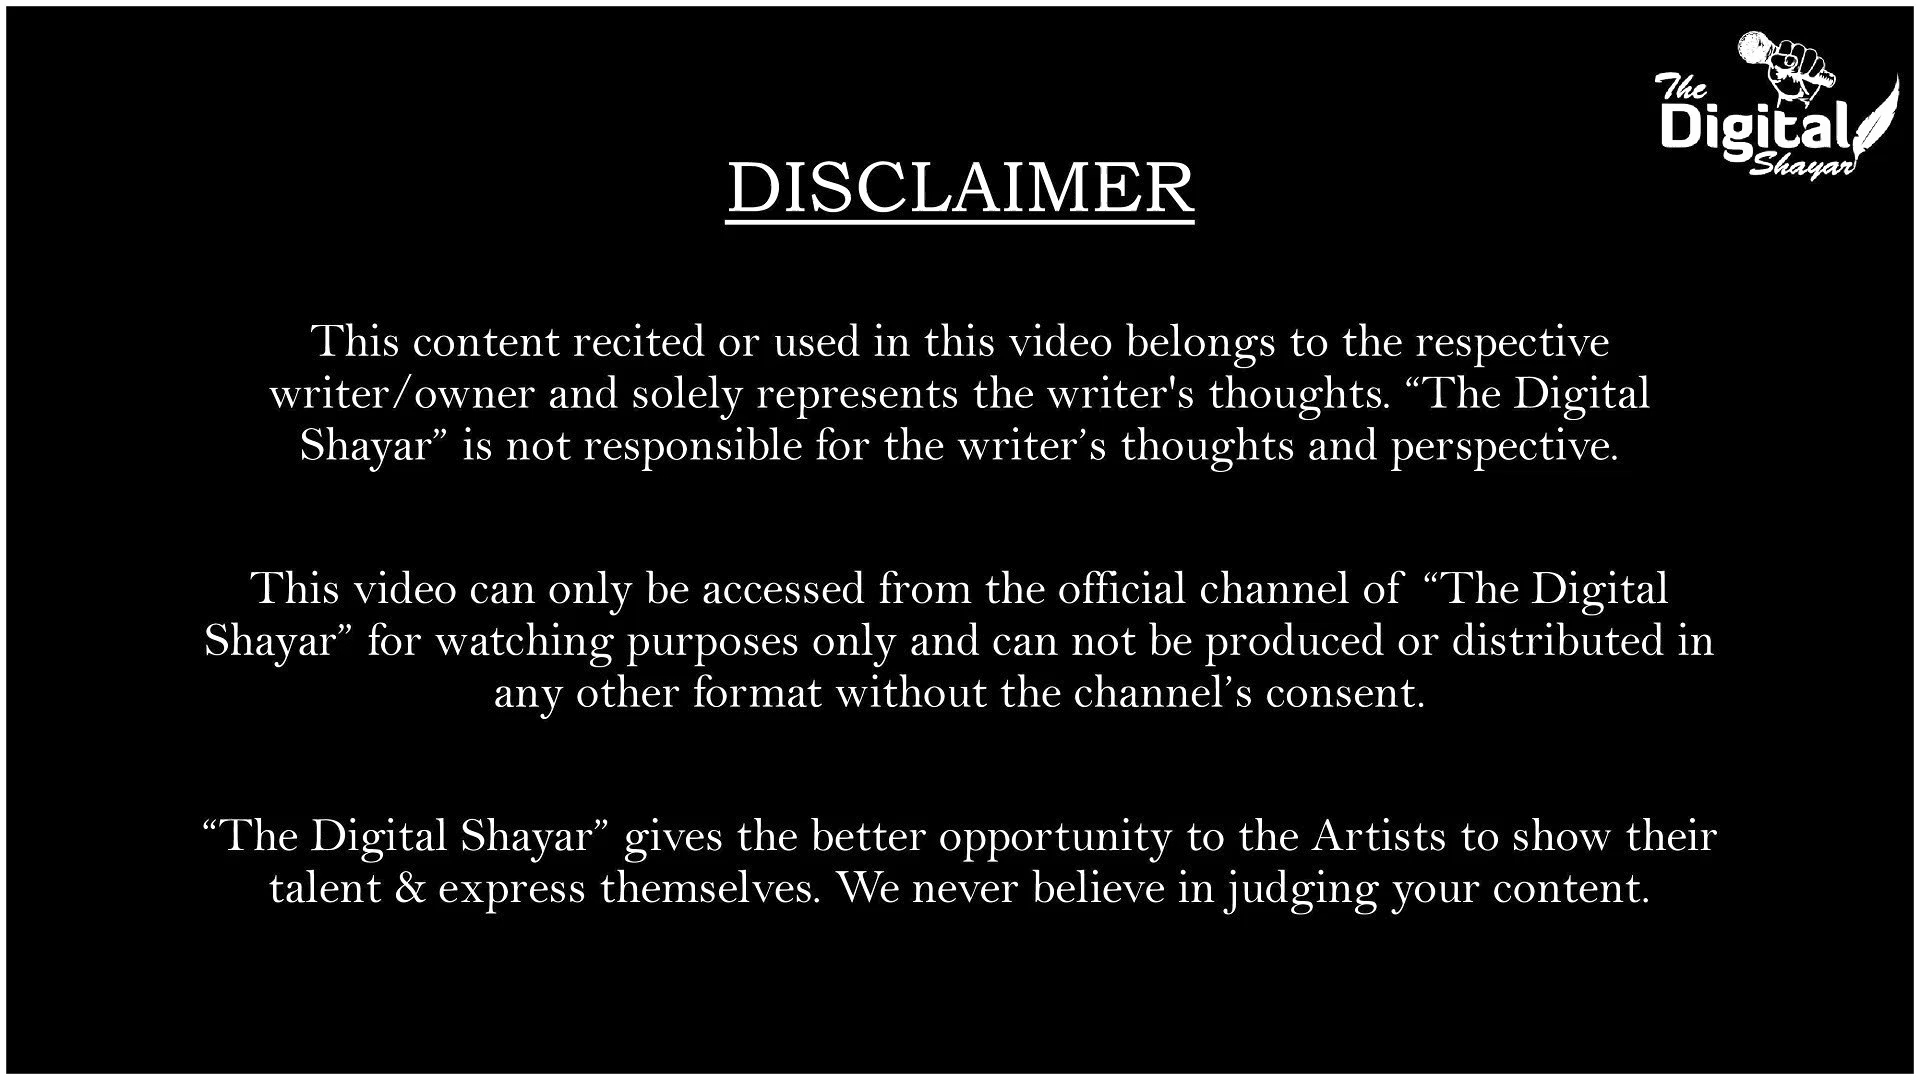 The
Digital
Shayar
DISCLAIMER
This content recited or used in this video belongs to the respective
writer/owner and solely represents the writer's thoughts. “The Digital
Shayar” is not responsible for the writer’s thoughts and perspective.
This video can only be accessed from the official channel of “The Digital
Shayar” for watching purposes only and can not be produced or distributed in
any other format without the channel’s consent.
“The Digital Shayar” gives the better opportunity to the Artists to show their
talent & express themselves. We never believe in judging your content.